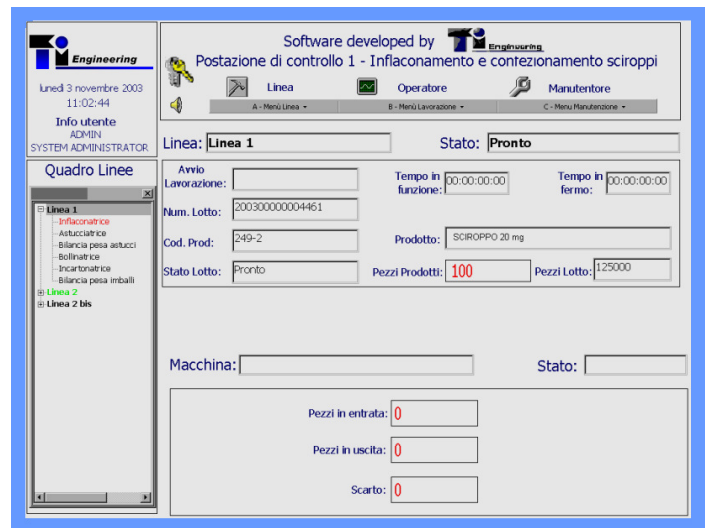 TM Engineering
lunedì 3 novembre 2003
11:02:44
Info utente
ADMIN
SYSTEM ADMINISTRATOR
Software developed by TM Engineering
Postazione di controllo 1 - Inflaconamento e confezionamento sciroppi
Linea Operatore Manutentore
A - Menù Linea B - Menù Lavorazione C - Menu Manutenzione
Linea: Linea 1 Stato: Pronto
Quadro Linee
Linea 1
Inflaconatrice
Astucciatrice
Bilancia pesa astucci
Bollinatrice
Incartonatrice
Bilancia pesa imballi
Linea 2
Linea 2 bis
Avvio
Lavorazione:
Tempo in
funzione: 00:00:00:00
Tempo in
fermo: 00:00:00:00
Num. Lotto: 200300000004461
Cod. Prod: 249-2 Prodotto: SCIROPPO 20 mg
Stato Lotto: Pronto Pezzi Prodotti: 100 Pezzi Lotto: 125000
Macchina: Stato:
Pezzi in entrata: 0
Pezzi in uscita: 0
Scarto: 0